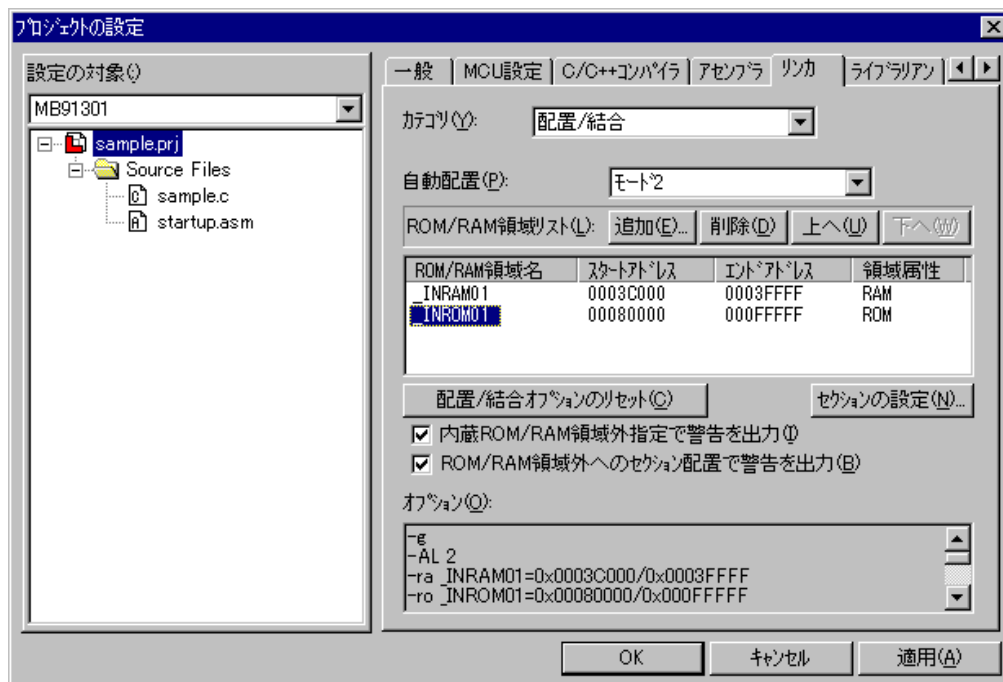 プロジェクトの設定
設定の対象():
MB91301
sample.prj
Source Files
sample.c
startup.asm
一般 MCU設定 C/C++コンパイラ アセンブラ リンカ ライブラリアン
カテゴリ(Y): 配置/結合
自動配置(P): モード2
ROM/RAM領域リスト(L): 追加(E)... 削除(D) 上へ(U) 下へ(W)
ROM/RAM領域名 スタートアドレス エンドアドレス 領域属性
_INRAM01 0003C000 0003FFFF RAM
_INROM01 00080000 000FFFFF ROM
配置/結合オプションのリセット(C) セクションの設定(N)...
内蔵ROM/RAM領域外指定で警告を出力(I)
ROM/RAM領域外へのセクション配置で警告を出力(B)
オプション(O):
-g
-AL 2
-ra _INRAM01=0x0003C000/0x0003FFFF
-ro _INROM01=0x00080000/0x000FFFFF
OK キャンセル 適用(A)